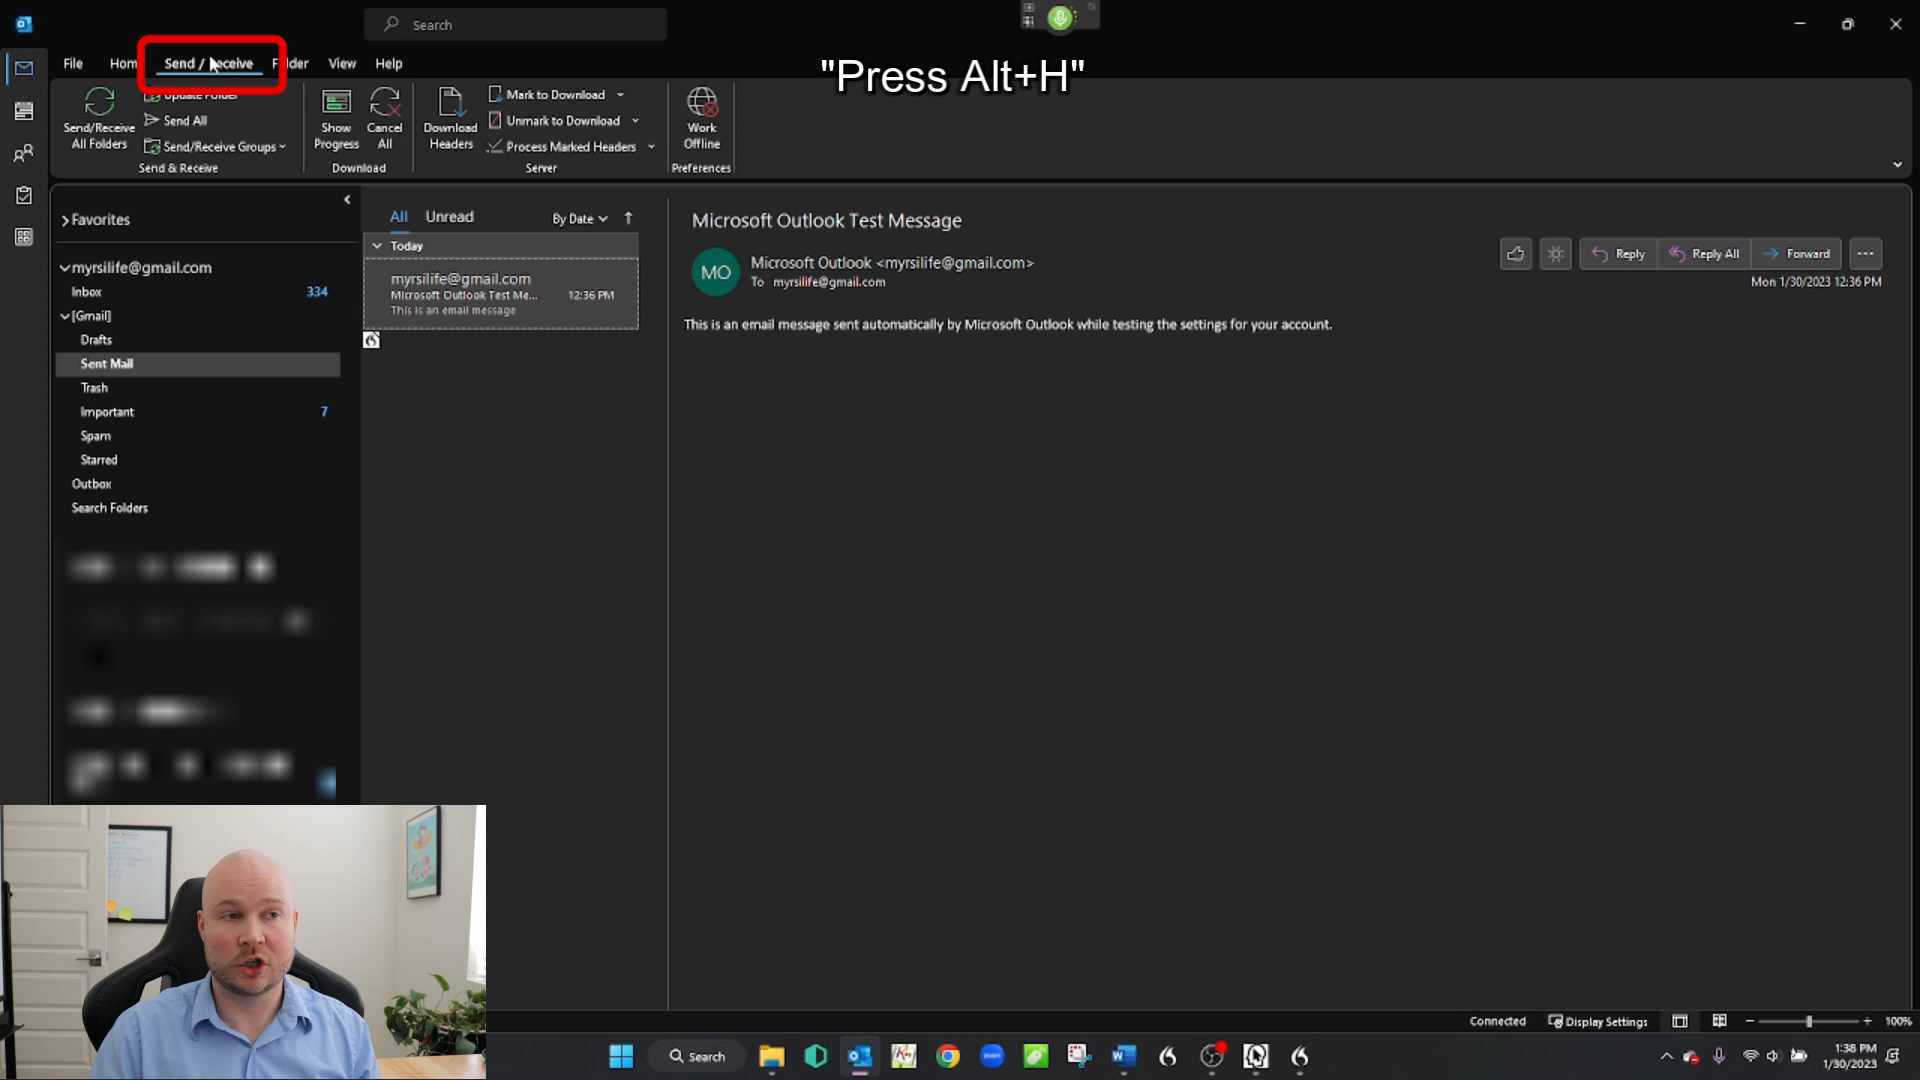 Search
File
Hom
Send / Receive
Folder
View
Help
"Press Alt+H"
Send/Receive
All Folders
Update Folder
Send All
Send/Receive Groups
Send & Receive
Show
Progress
Cancel
All
Download
Download
Headers
Mark to Download
Unmark to Download
Process Marked Headers
Server
Work
Offline
Preferences
Favorites
myrsilife@gmail.com
Inbox 334
[Gmail]
Drafts
Sent Mail
Trash
Important 7
Spam
Starred
Outbox
Search Folders
All Unread By Date
Today
myrsilife@gmail.com
Microsoft Outlook Test Me... 12:36 PM
This is an email message
Microsoft Outlook Test Message
MO
Microsoft Outlook <myrsilife@gmail.com>
To myrsilife@gmail.com
Reply
Reply All
Forward
Mon 1/30/2023 12:36 PM
This is an email message sent automatically by Microsoft Outlook while testing the settings for your account.
Connected
Display Settings
100%
Search
zoom
1:38 PM
1/30/2023